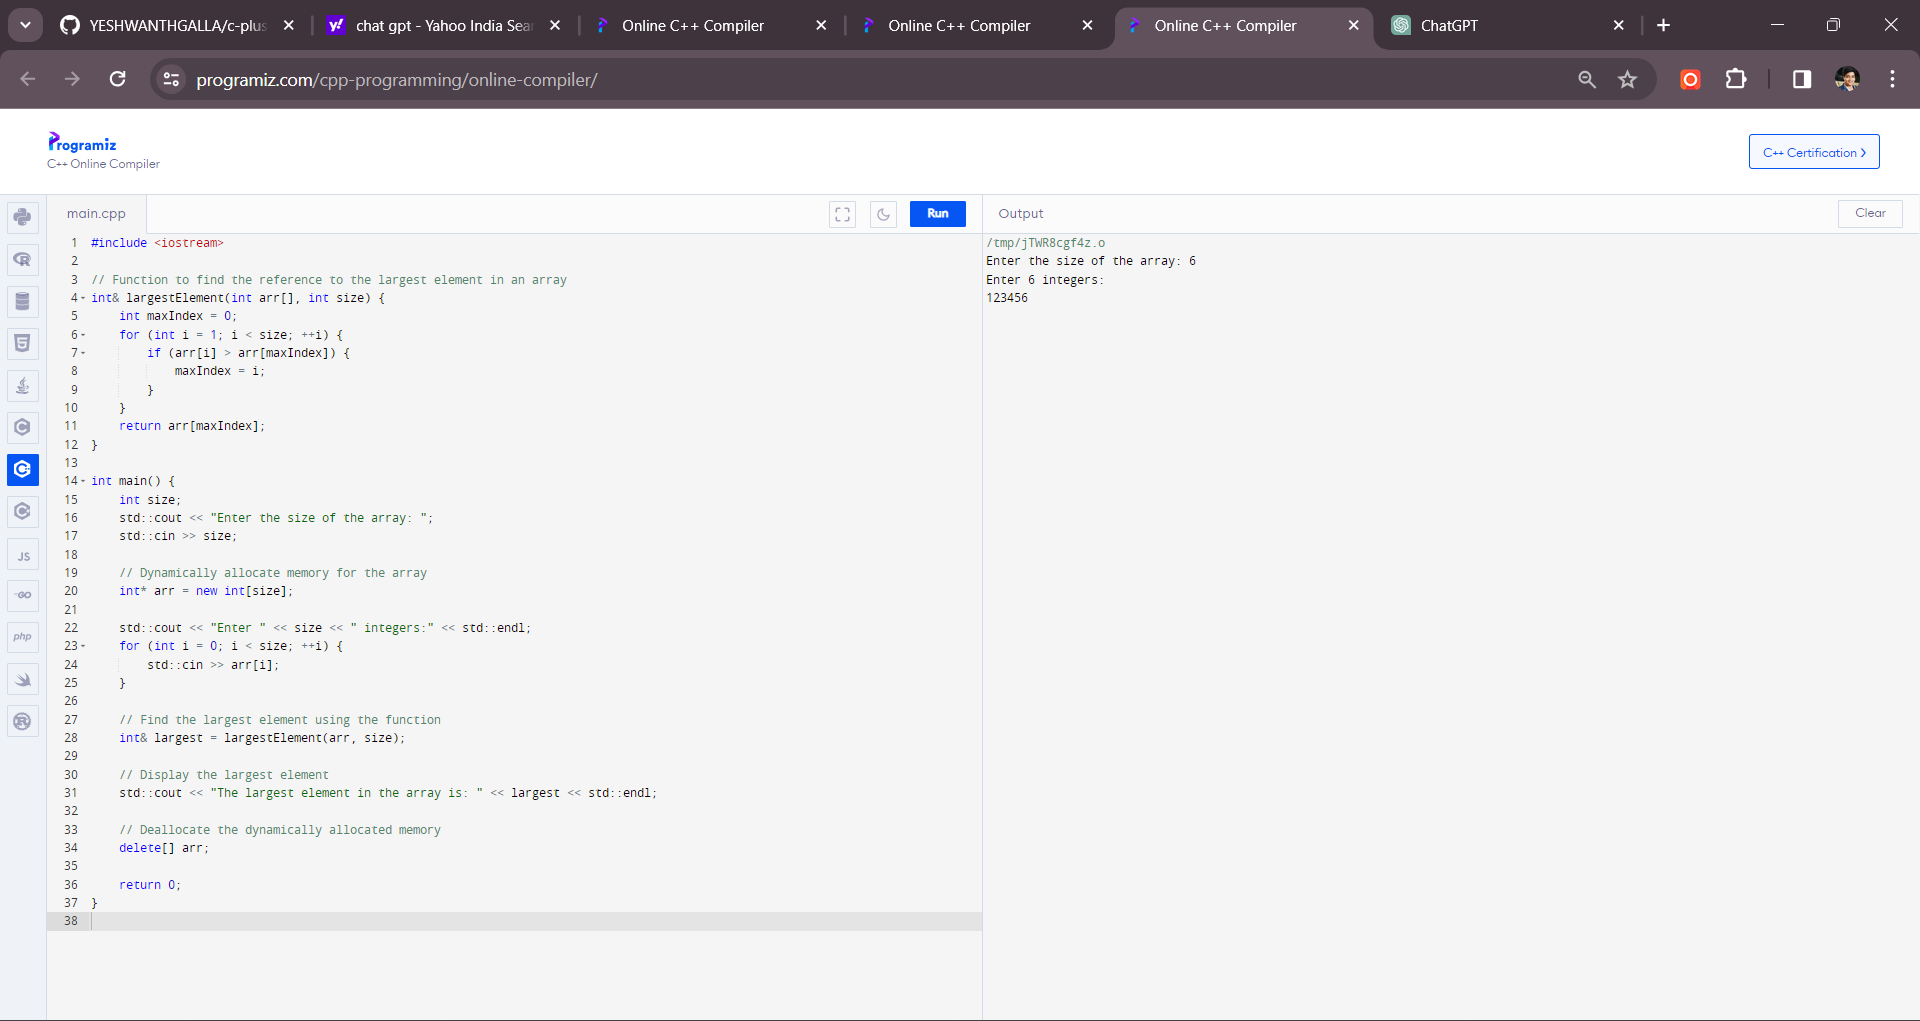 YESHWANTHGALLA/c-plus
chat gpt - Yahoo India Sea
Online C++ Compiler
Online C++ Compiler
Online C++ Compiler
ChatGPT
programiz.com/cpp-programming/online-compiler/
Programiz
C++ Online Compiler
C++ Certification >
main.cpp
Run
Output
Clear
1 #include <iostream>
2
3 // Function to find the reference to the largest element in an array
4 int& largestElement(int arr[], int size) {
5 int maxIndex = 0;
6 for (int i = 1; i < size; ++i) {
7 if (arr[i] > arr[maxIndex]) {
8 maxIndex = i;
9 }
10 }
11 return arr[maxIndex];
12 }
13
14 int main() {
15 int size;
16 std::cout << "Enter the size of the array: ";
17 std::cin >> size;
18
19 // Dynamically allocate memory for the array
20 int* arr = new int[size];
21
22 std::cout << "Enter " << size << " integers:" << std::endl;
23 for (int i = 0; i < size; ++i) {
24 std::cin >> arr[i];
25 }
26
27 // Find the largest element using the function
28 int& largest = largestElement(arr, size);
29
30 // Display the largest element
31 std::cout << "The largest element in the array is: " << largest << std::endl;
32
33 // Deallocate the dynamically allocated memory
34 delete[] arr;
35
36 return 0;
37 }
38
/tmp/jTWR8cgf4z.o
Enter the size of the array: 6
Enter 6 integers:
123456
JS
GO
php